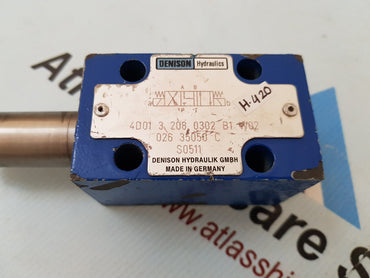 DENISON Hydraulics
H-420
A B
a b
P T
4D01 3 208 0302 B1
026 35050 C
S0511
DENISON HYDRAULIK GMBH
MADE IN GERMANY
www.atlasshi